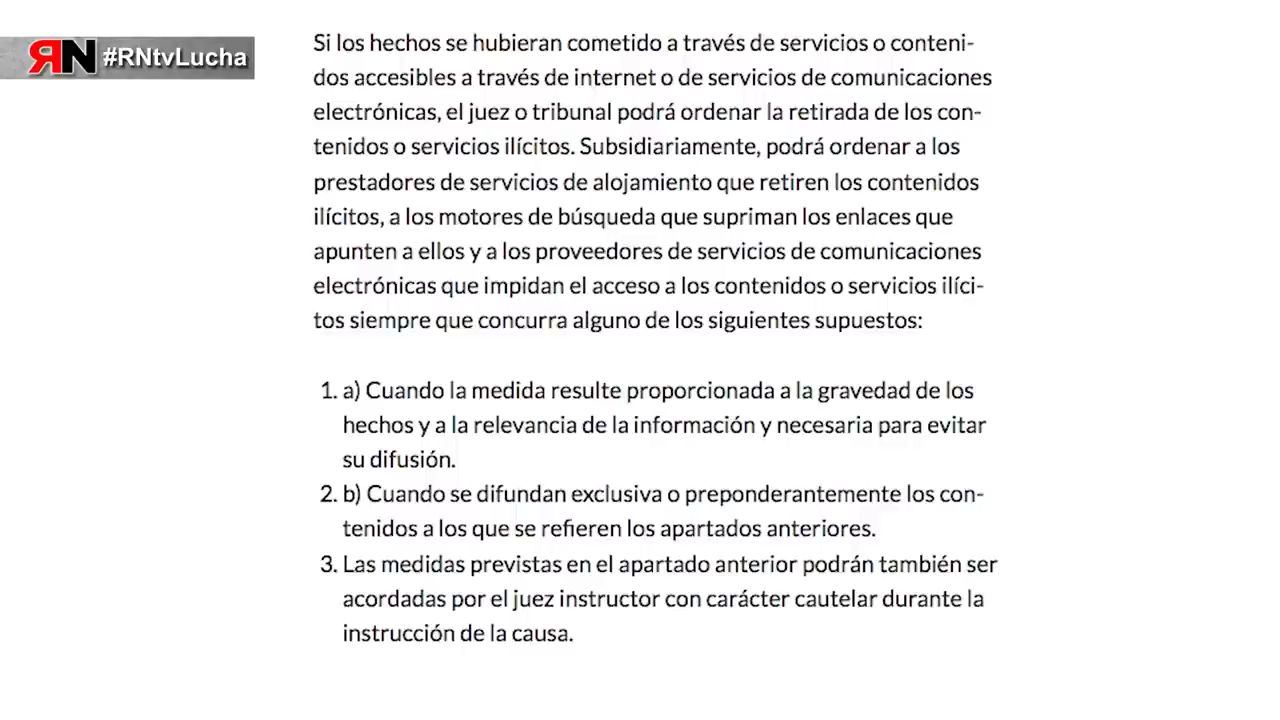 RN #RNtvLucha
Si los hechos se hubieran cometido a través de servicios o conteni-
dos accesibles a través de internet o de servicios de comunicaciones
electrónicas, el juez o tribunal podrá ordenar la retirada de los con-
tenidos o servicios ilícitos. Subsidiariamente, podrá ordenar a los
prestadores de servicios de alojamiento que retiren los contenidos
ilícitos, a los motores de búsqueda que supriman los enlaces que
apunten a ellos y a los proveedores de servicios de comunicaciones
electrónicas que impidan el acceso a los contenidos o servicios ilíci-
tos siempre que concurra alguno de los siguientes supuestos:
1. a) Cuando la medida resulte proporcionada a la gravedad de los
hechos y a la relevancia de la información y necesaria para evitar
su difusión.
2. b) Cuando se difundan exclusiva o preponderantemente los con-
tenidos a los que se refieren los apartados anteriores.
3. Las medidas previstas en el apartado anterior podrán también ser
acordadas por el juez instructor con carácter cautelar durante la
instrucción de la causa.